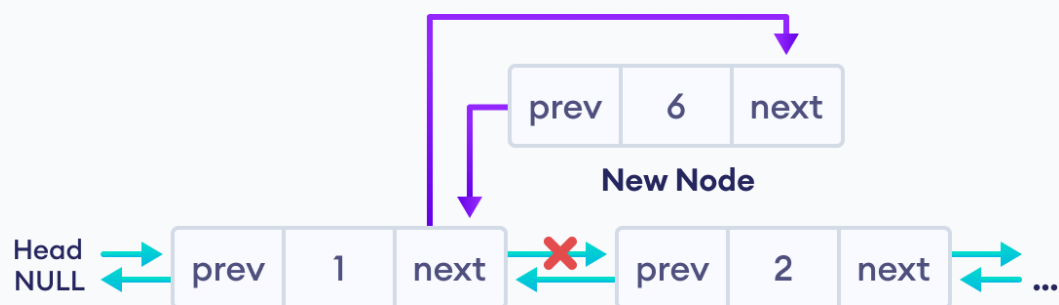 prev 6 next
New Node
Head
NULL
prev 1 next
prev 2 next
...